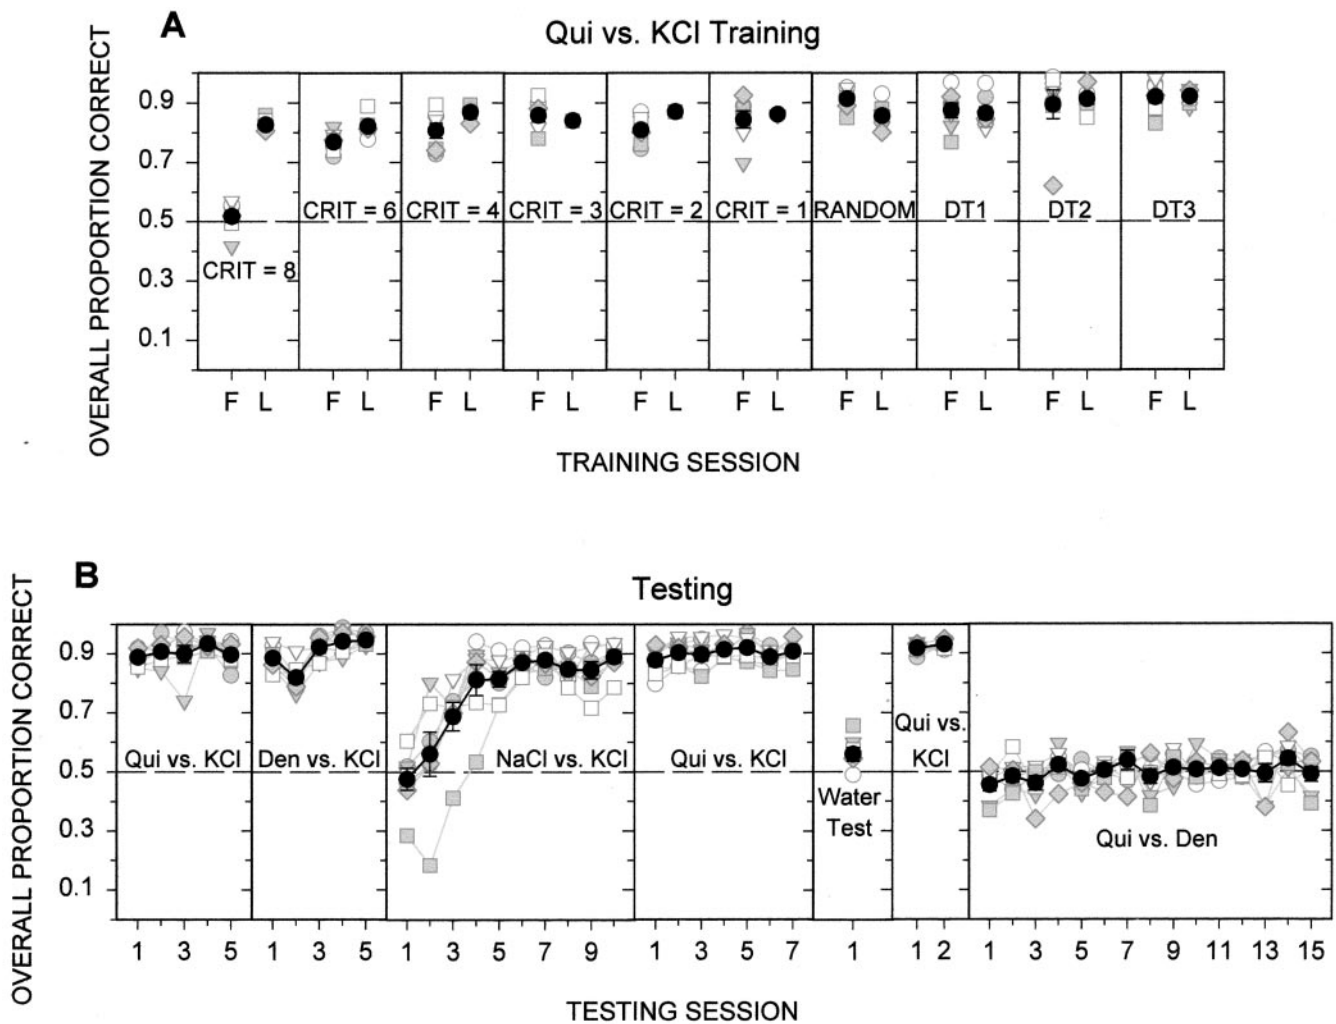 A
Qui vs. KCl Training
OVERALL PROPORTION CORRECT
0.9
0.7
0.5
0.3
0.1
CRIT = 8
CRIT = 6
CRIT = 4
CRIT = 3
CRIT = 2
CRIT = 1
RANDOM
DT1
DT2
DT3
F L F L F L F L F L F L F L F L F L F L
TRAINING SESSION
B
Testing
OVERALL PROPORTION CORRECT
0.9
0.7
0.5
0.3
0.1
Qui vs. KCl
Den vs. KCl
NaCl vs. KCl
Qui vs. KCl
Water
Test
Qui vs.
KCl
Qui vs. Den
1 3 5 1 3 5 1 3 5 7 9 1 3 5 7 1 1 2 1 3 5 7 9 11 13 15
TESTING SESSION